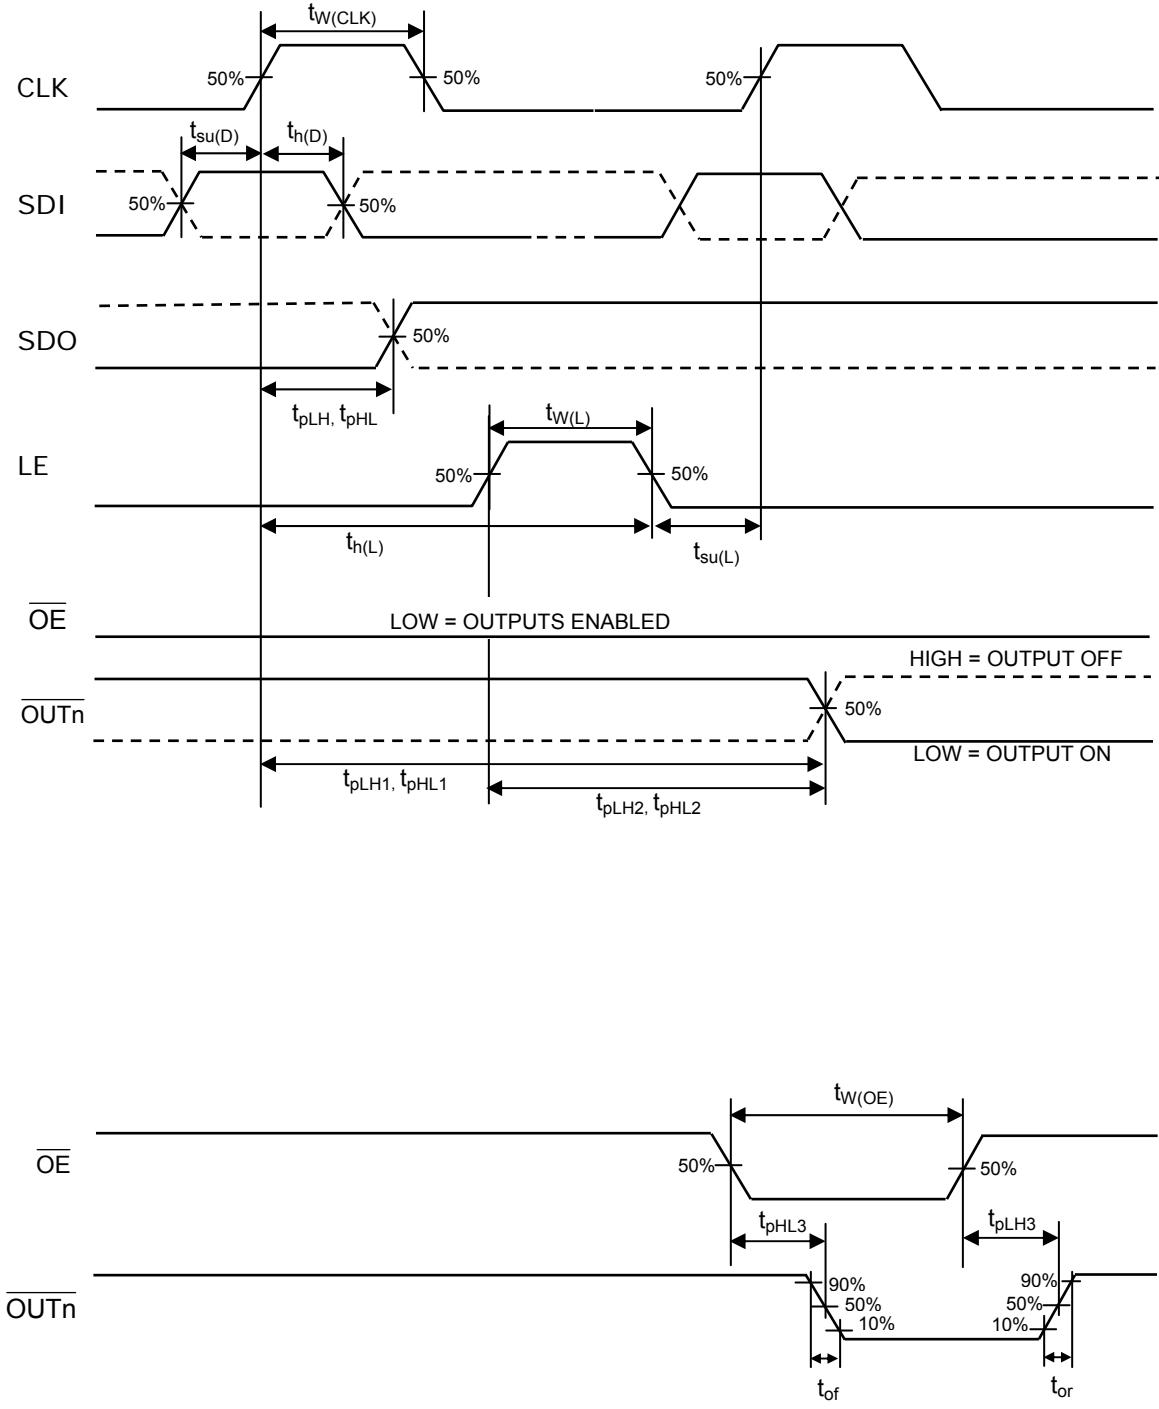 tW(CLK)
CLK
50%
50%
50%
tsu(D)
th(D)
SDI
50%
50%
SDO
50%
tpLH, tpHL
tW(L)
LE
50%
50%
th(L)
tsu(L)
OE
LOW = OUTPUTS ENABLED
HIGH = OUTPUT OFF
OUTn
50%
LOW = OUTPUT ON
tpLH1, tpHL1
tpLH2, tpHL2
tW(OE)
OE
50%
50%
tpHL3
tpLH3
OUTn
90%
50%
10%
90%
50%
10%
tof
tor